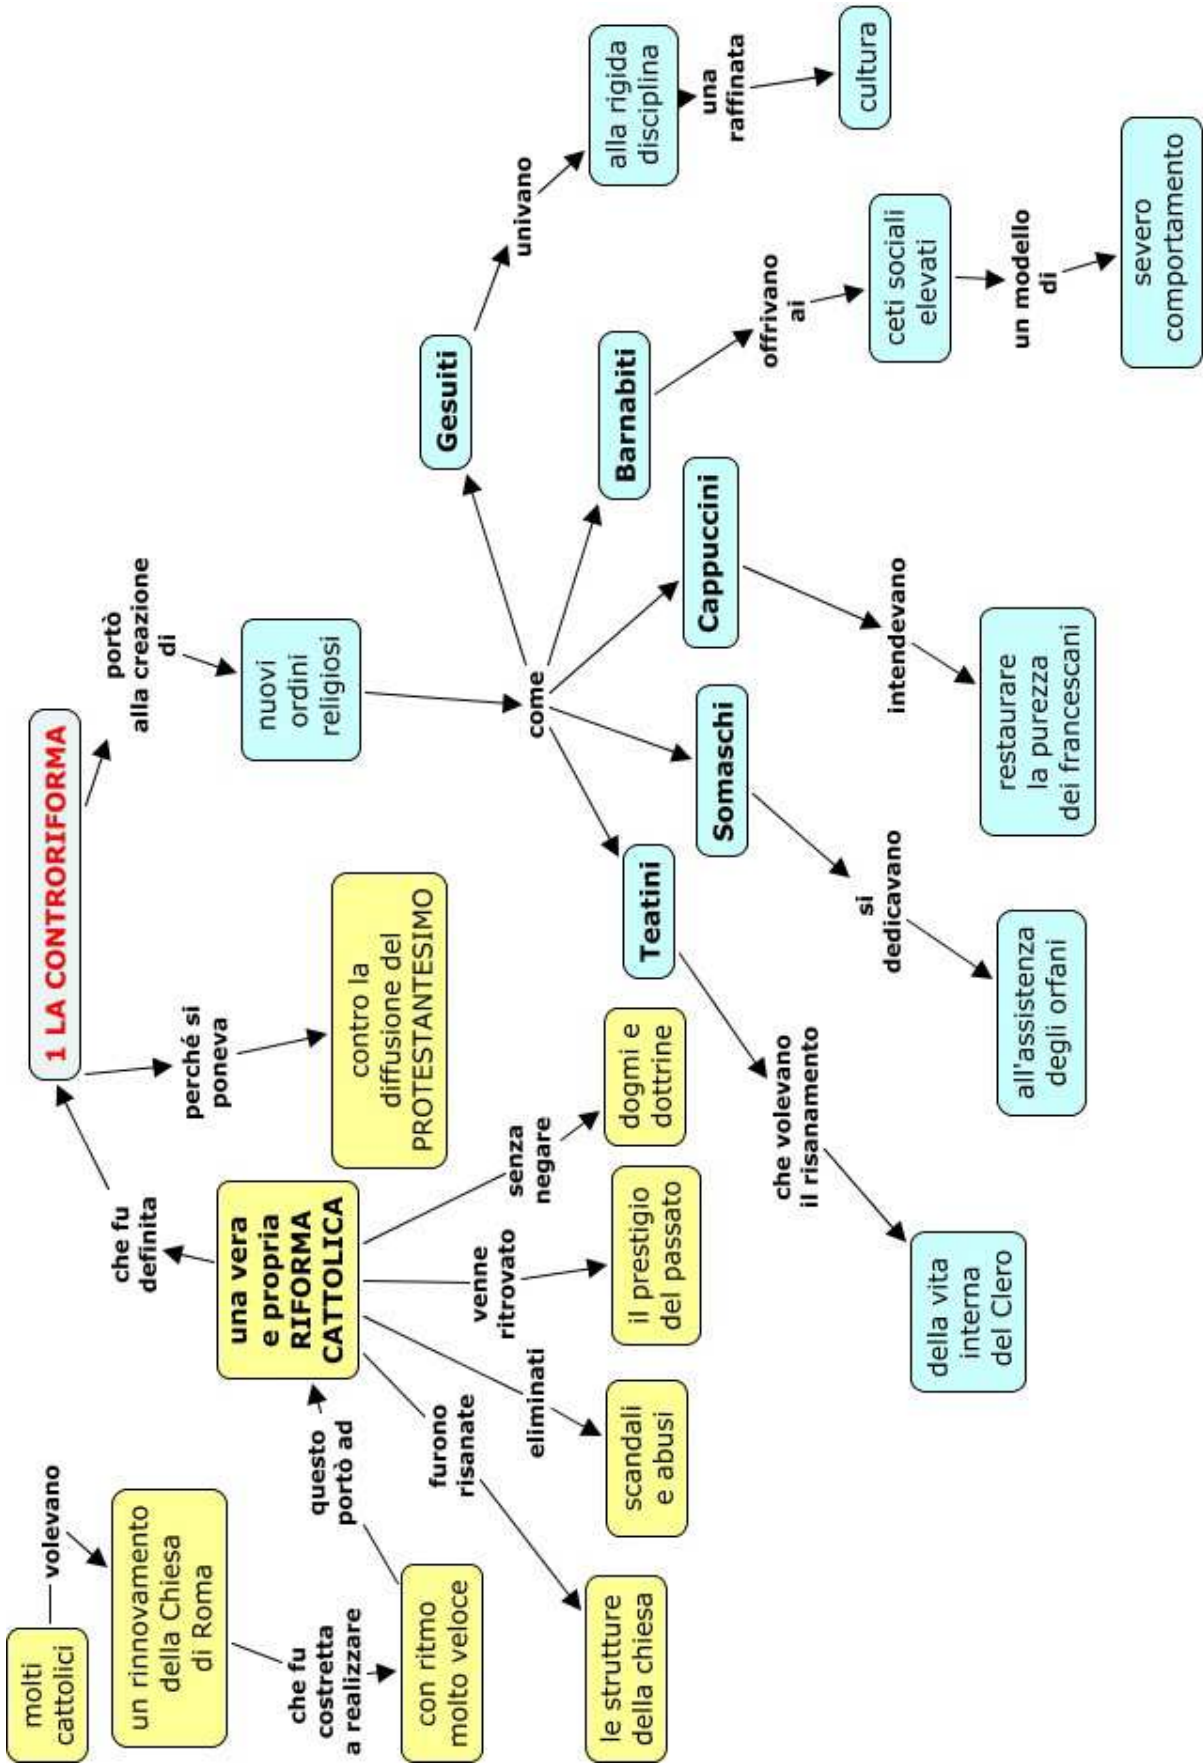 molti
cattolici
volevano
un rinnovamento
della Chiesa
di Roma
che fu
costretta
a realizzare
con ritmo
molto veloce
questo
portò ad
una vera
e propria
RIFORMA
CATTOLICA
furono
risanate
le strutture
della chiesa
eliminati
scandali
e abusi
venne
ritrovato
il prestigio
del passato
senza
negare
dogmi e
dottrine
che fu
definita
1 LA CONTRORIFORMA
perché si
poneva
contro la
diffusione del
PROTESTANTESIMO
portò
alla creazione
di
nuovi
ordini
religiosi
come
Teatini
che volevano
il risanamento
della vita
interna
del Clero
Somaschi
si
dedicavano
all'assistenza
degli orfani
Cappuccini
intendevano
restaurare
la purezza
dei francescani
Barnabiti
offrivano
ai
ceti sociali
elevati
un modello
di
severo
comportamento
Gesuiti
univano
alla rigida
disciplina
una
raffinata
cultura